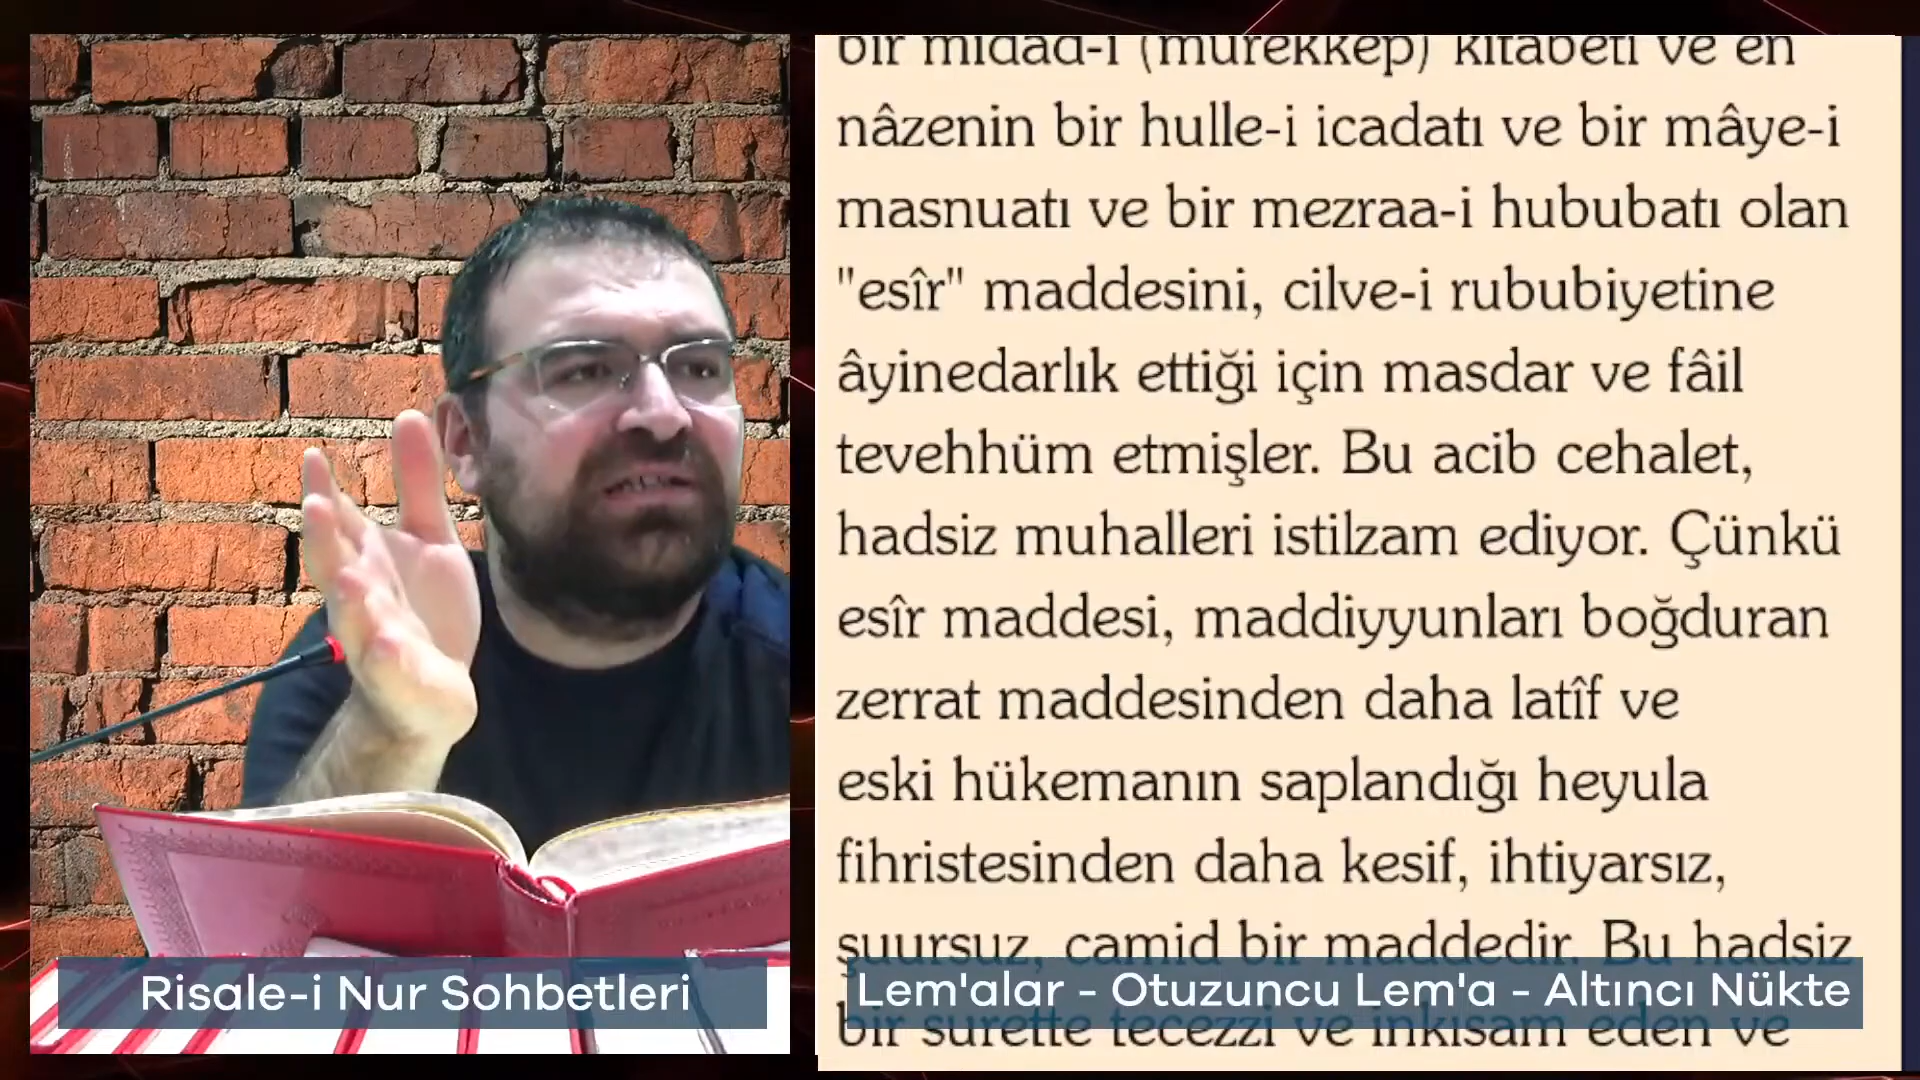 bir midad-i (mürekkep) kitabeti ve en
nâzenin bir hulle-i icadatı ve bir mâye-i
masnuatı ve bir mezraa-i hububatı olan
"esîr" maddesini, cilve-i rububiyetine
âyinedarlık ettiği için masdar ve fâil
tevehhüm etmişler. Bu acib cehalet,
hadsiz muhalleri istilzam ediyor. Çünkü
esîr maddesi, maddiyyunları boğduran
zerrat maddesinden daha latîf ve
eski hükemanın saplandığı heyula
fihristesinden daha kesif, ihtiyarsız,
şuursuz, camid bir maddedir. Bu hadsiz
bir surette tecezzi ve inkısam eden ve
Risale-i Nur Sohbetleri
Lem'alar - Otuzuncu Lem'a - Altıncı Nükte